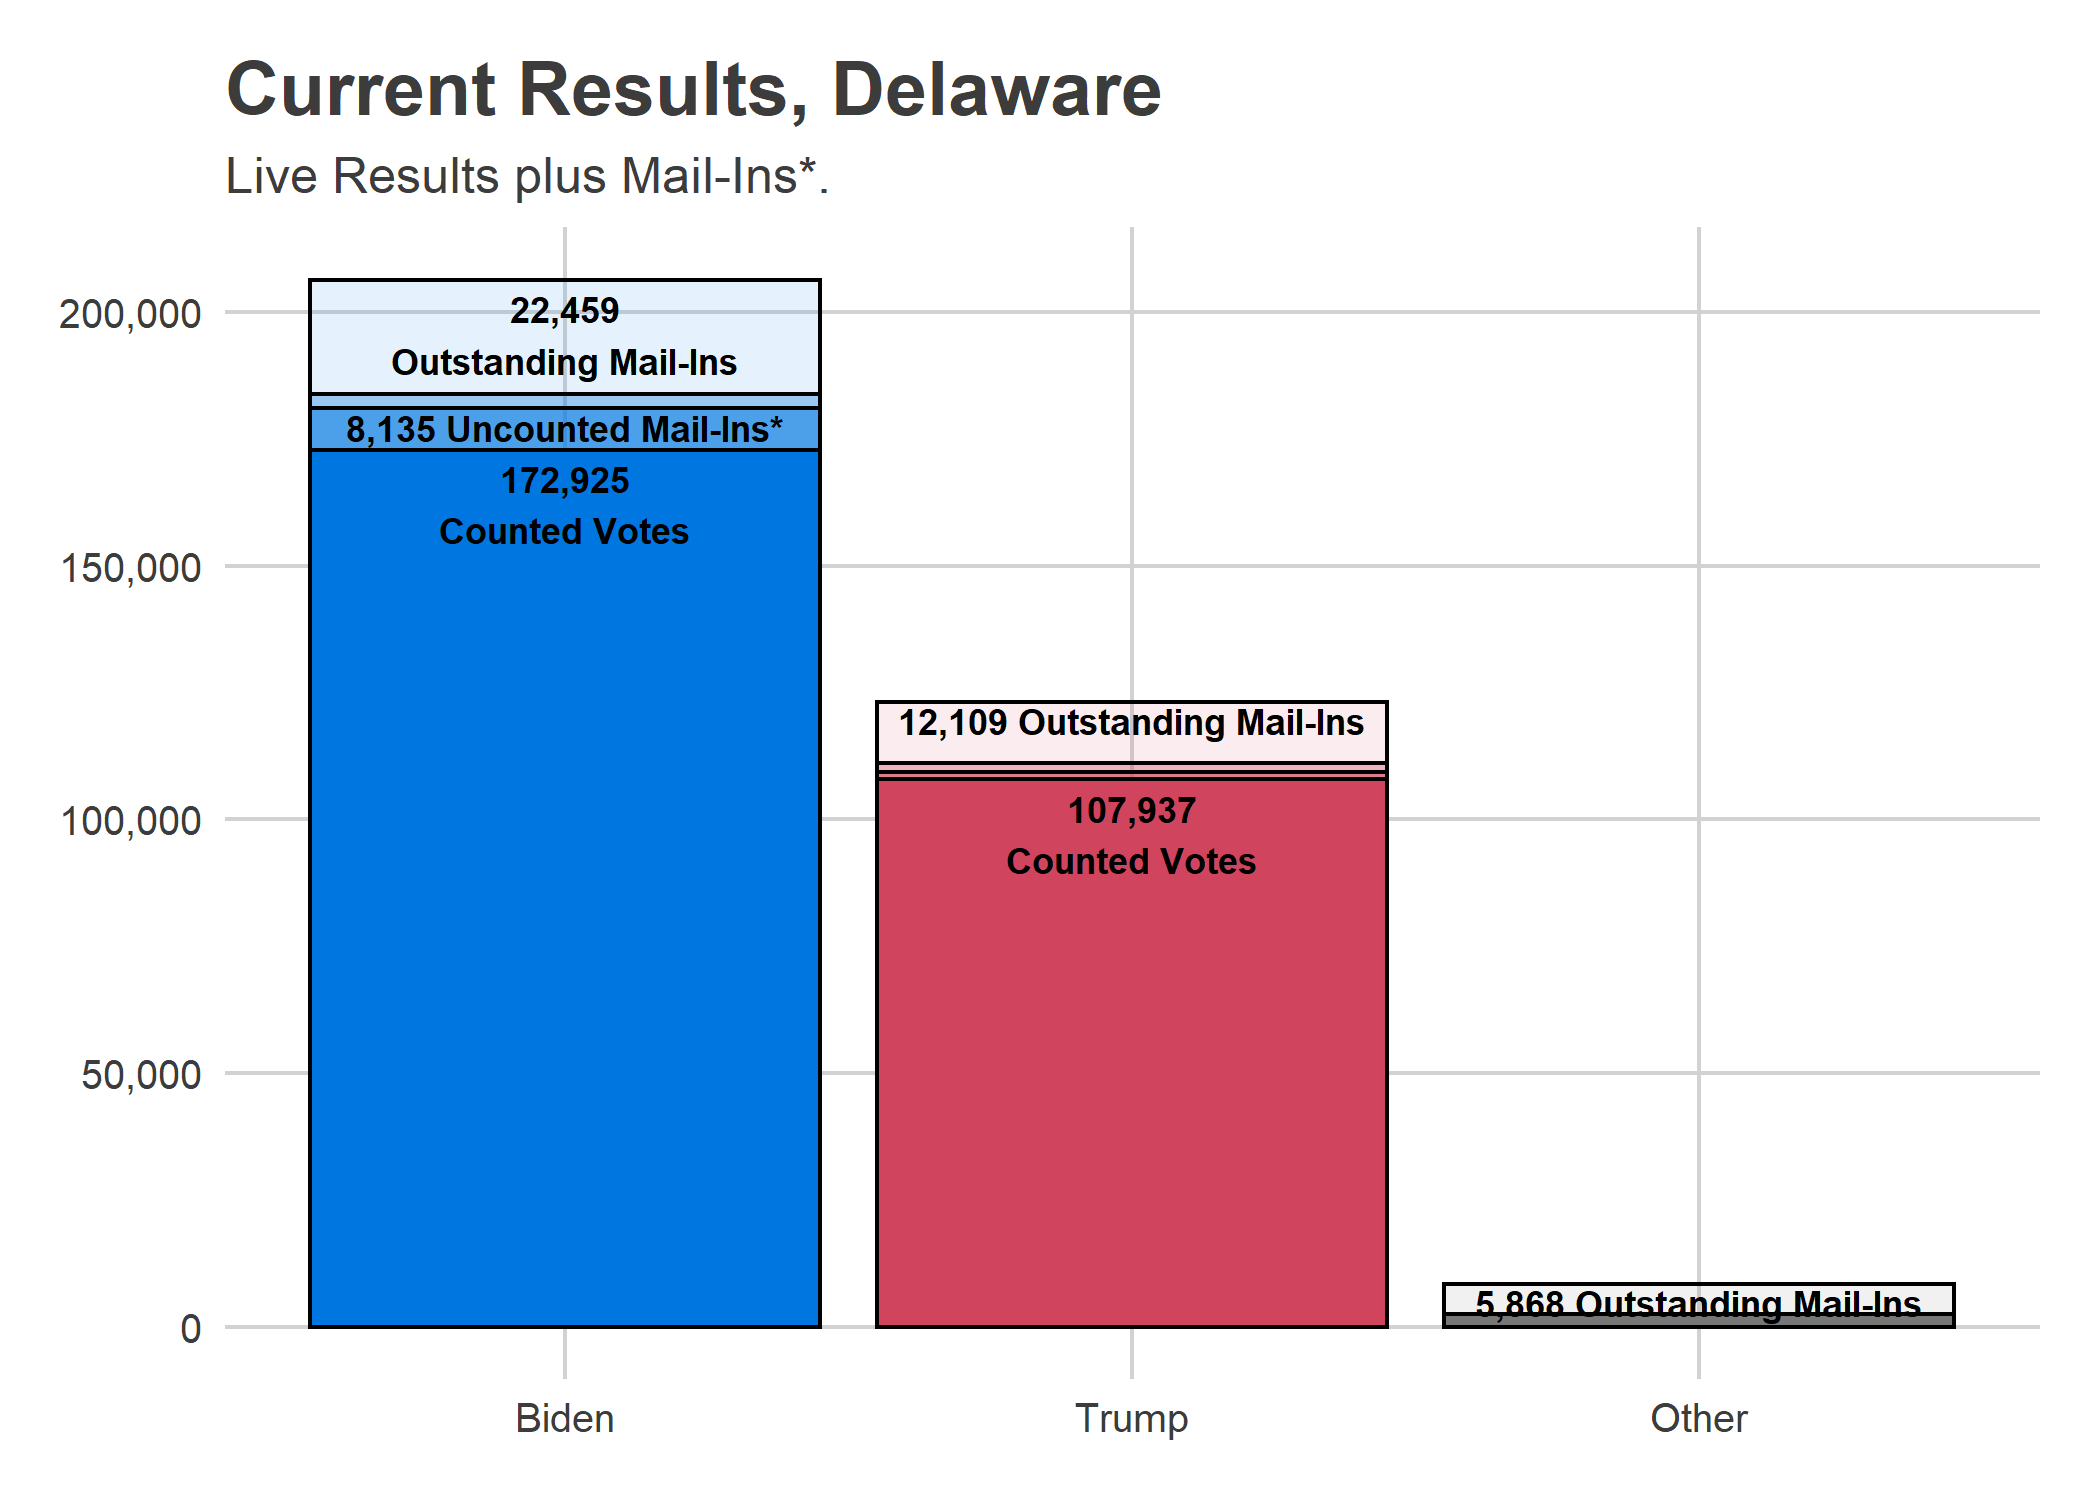 Current Results, Delaware
Live Results plus Mail-Ins*.
200,000
150,000
100,000
50,000
0
22,459
Outstanding Mail-Ins
8,135 Uncounted Mail-Ins*
172,925
Counted Votes
12,109 Outstanding Mail-Ins
107,937
Counted Votes
5,868 Outstanding Mail-Ins
Biden
Trump
Other